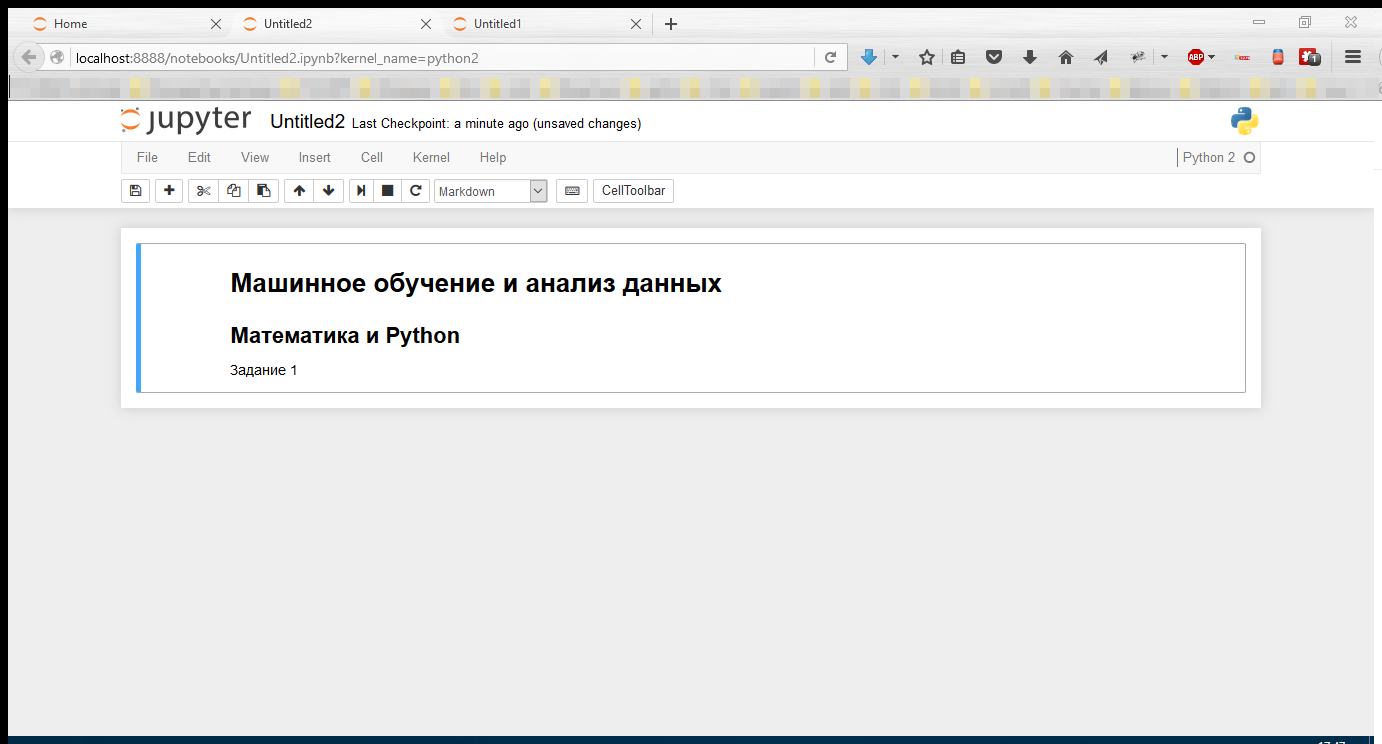 Home
Untitled2
Untitled1
localhost:8888/notebooks/Untitled2.ipynb?kernel_name=python2
ABP
1
jupyter Untitled2 Last Checkpoint: a minute ago (unsaved changes)
File Edit View Insert Cell Kernel Help
Python 2
Markdown
CellToolbar
Машинное обучение и анализ данных
Математика и Python
Задание 1